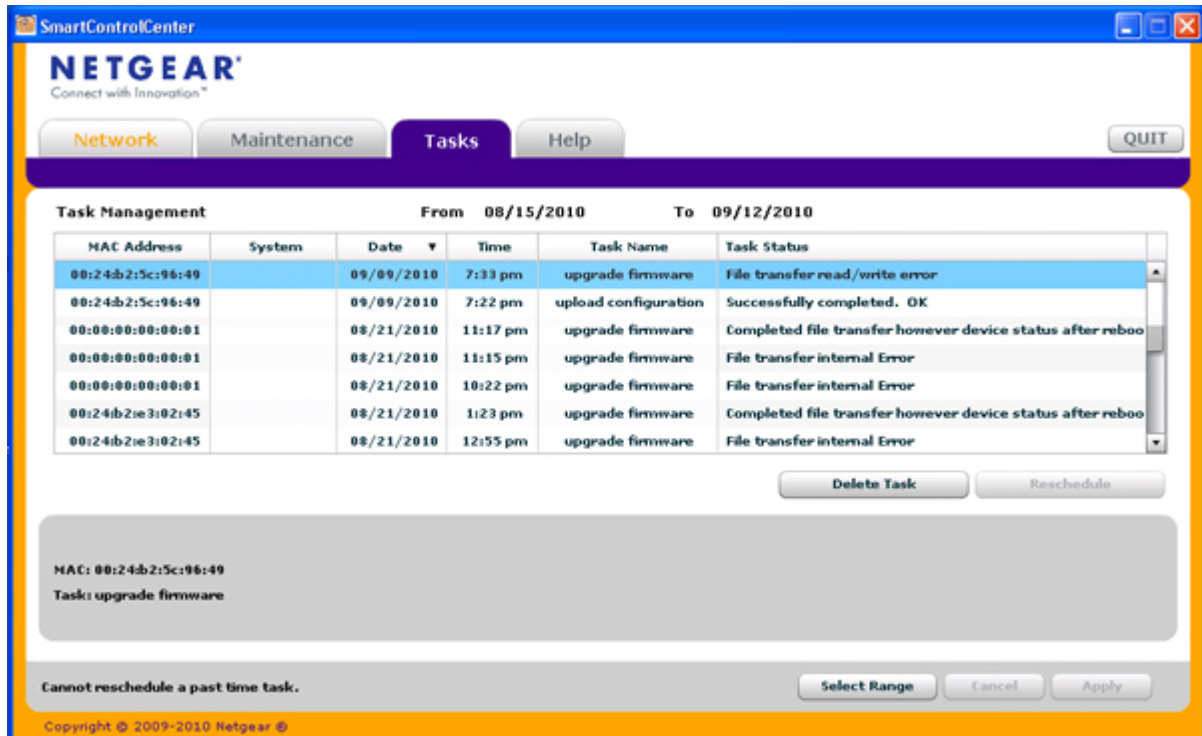 SmartControlCenter
NETGEAR®
Connect with Innovation™
Network Maintenance Tasks Help QUIT
Task Management From 08/15/2010 To 09/12/2010
MAC Address System Date ▼ Time Task Name Task Status
00:24:b2:5c:96:49 09/09/2010 7:33 pm upgrade firmware File transfer read/write error
00:24:b2:5c:96:49 09/09/2010 7:22 pm upload configuration Successfully completed. OK
00:00:00:00:00:01 08/21/2010 11:17 pm upgrade firmware Completed file transfer however device status after reboo
00:00:00:00:00:01 08/21/2010 11:15 pm upgrade firmware File transfer internal Error
00:00:00:00:00:01 08/21/2010 10:22 pm upgrade firmware File transfer internal Error
00:24:b2:e3:02:45 08/21/2010 1:23 pm upgrade firmware Completed file transfer however device status after reboo
00:24:b2:e3:02:45 08/21/2010 12:55 pm upgrade firmware File transfer internal Error
Delete Task Reschedule
MAC: 00:24:b2:5c:96:49
Task: upgrade firmware
Cannot reschedule a past time task. Select Range Cancel Apply
Copyright © 2009-2010 Netgear ®